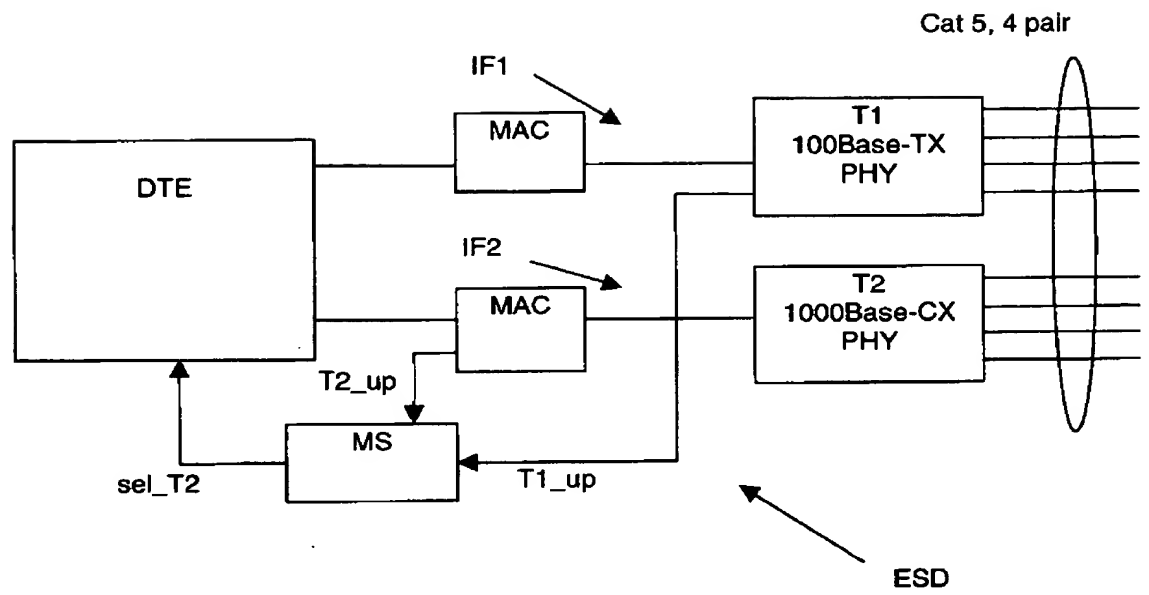 Cat 5, 4 pair
IF1
MAC
T1
100Base-TX
PHY
DTE
IF2
MAC
T2
1000Base-CX
PHY
T2_up
MS
sel_T2
T1_up
ESD